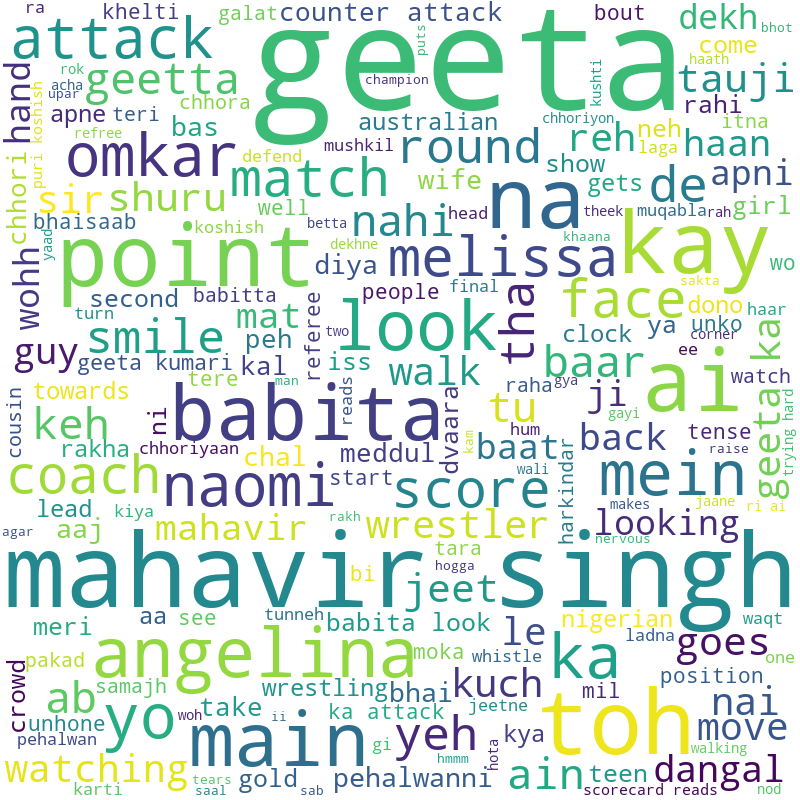 ra khelti galat counter attack bout dekh bhot
attack geeta puts
rok acha upar geetta champion kushti come haath
hand puri koshish apne teri chhora tauji
refree bas australian chhoriyon rahi
omkar defend mushkil round reh neh laga haan itna
chhori sir shuru match wife show gets de apni
wohh bhaisaab koshish well nahi head na theek muqabla rah girl
yaad point betta dekhne melissa khaana kay wo
diya sakta
second babitta people final face dono unko haar
turn mat referee look tha clock ya corner
guy smile peh two baar ee ka
geeta kumari kal iss walk ji watch
cousin towards tere man reads raha gya gayi geeta trying hard
keh ni babita tu hum back tense raise
rakha chhoriyaan meddul dvaara baat harkindar
coach chal start kam wali mein makes jaane ri ai
lead kiya naomi score
agar aaj mahavir rakh wrestler looking nervous
tara hogga
mahavir singh
bi jeet
meri aa see tunneh babita look le nigerian ladna waqt
pakad angelina moka whistle ka goes one
crowd ab samajh wrestling bhai kuch mil position
unhone yo take jeetne nai
woh ii ka attack yeh kya toh move
pehalwan main gi hmmm hota walking
watching gold pehalwanni ain teen dangal
karti tears saal sab scorecard reads nod
ai